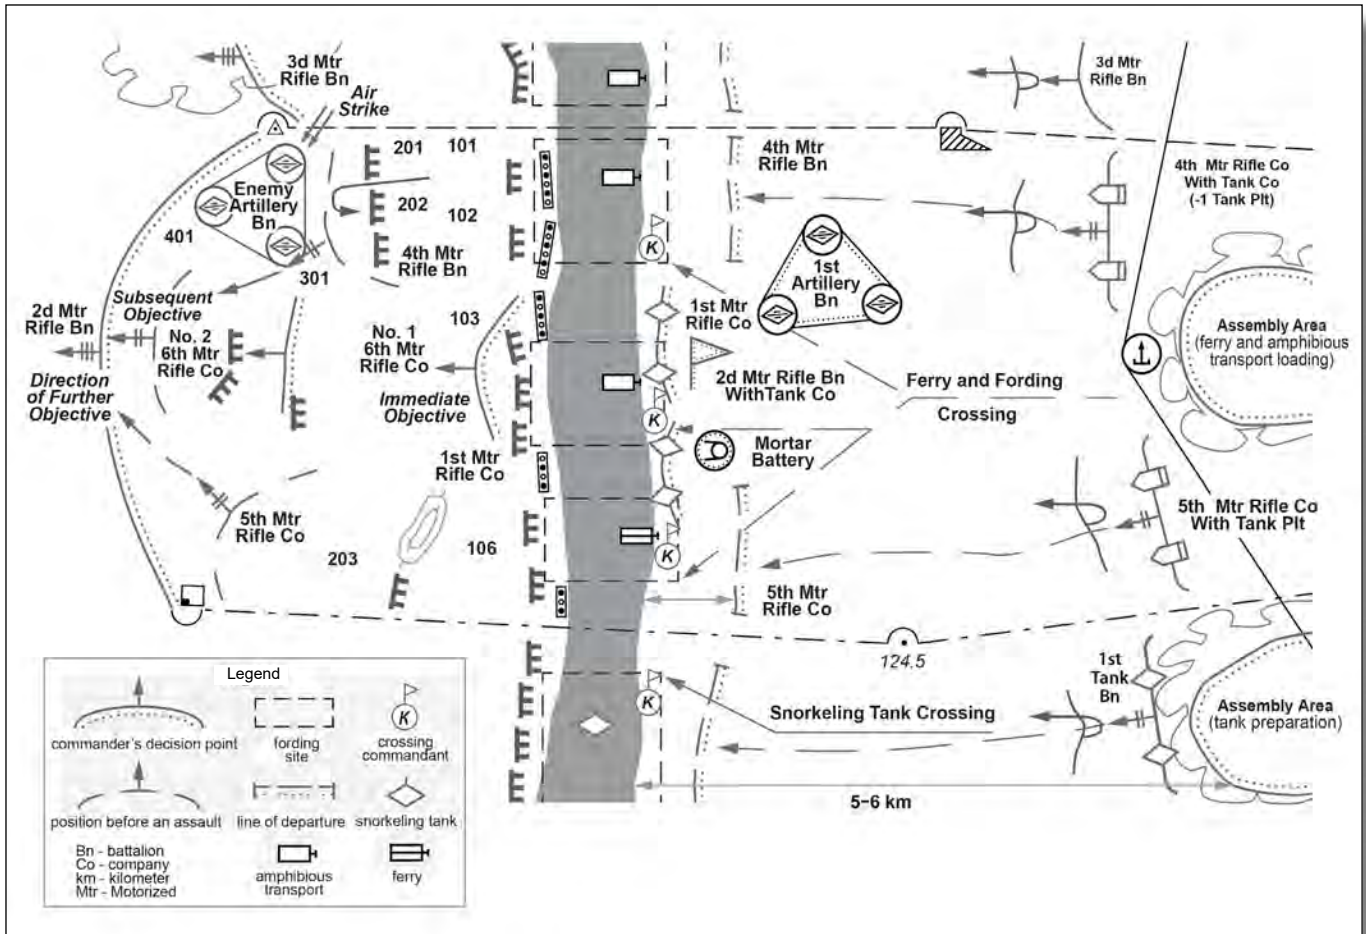 3d Mtr
Rifle Bn
Air
Strike
3d Mtr
Rifle Bn
201
101
4th Mtr
Rifle Bn
4th Mtr Rifle Co
With Tank Co
(-1 Tank Plt)
Enemy
Artillery
Bn
202
102
401
4th Mtr
Rifle Bn
K
1st
Artillery
Bn
301
Subsequent
Objective
2d Mtr
Rifle Bn
No. 2
6th Mtr
Rifle Co
No. 1
6th Mtr
Rifle Co
103
1st Mtr
Rifle Co
Assembly Area
(ferry and amphibious
transport loading)
Direction
of Further
Objective
Immediate
Objective
2d Mtr Rifle Bn
WithTank Co
Ferry and Fording
Crossing
K
1st Mtr
Rifle Co
Mortar
Battery
5th Mtr
Rifle Co
5th Mtr Rifle Co
With Tank Plt
203
106
K
5th Mtr
Rifle Co
124.5
1st
Tank
Bn
K
Snorkeling Tank Crossing
Assembly Area
(tank preparation)
5-6 km
Legend
K
commander's decision point
fording
site
crossing
commandant
position before an assault
line of departure
snorkeling tank
Bn - battalion
Co - company
km - kilometer
Mtr - Motorized
amphibious
transport
ferry